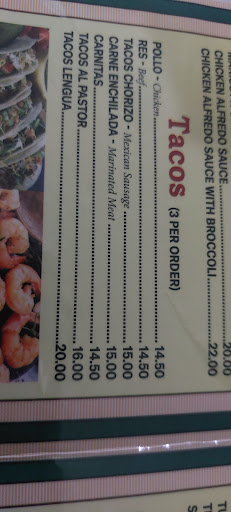 CHICKEN ALFREDO SAUCE 20.00
CHICKEN ALFREDO SAUCE WITH BROCCOLI 22.00
Tacos (3 PER ORDER)
POLLO - Chicken 14.50
RES - Beef 14.50
TACOS CHORIZO - Mexican Sausage 15.00
CARNE ENCHILADA - Marinated Meat 15.00
CARNITAS 14.50
TACOS AL PASTOR 16.00
TACOS LENGUA 20.00